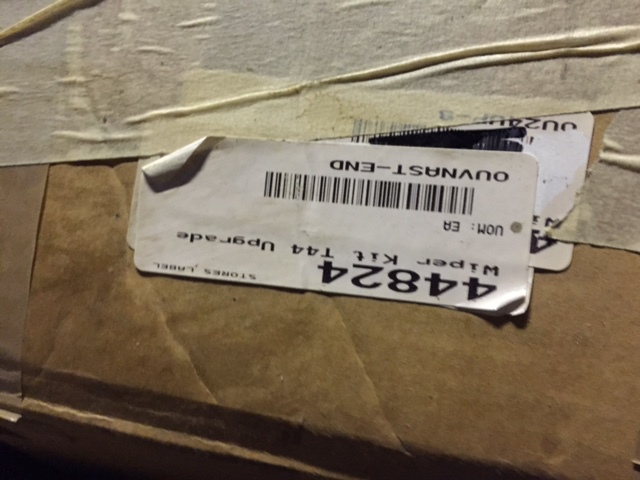 44824
STORES LABEL
Wiper Kit T44 Upgrade
UOM: EA
OUVNAST-END